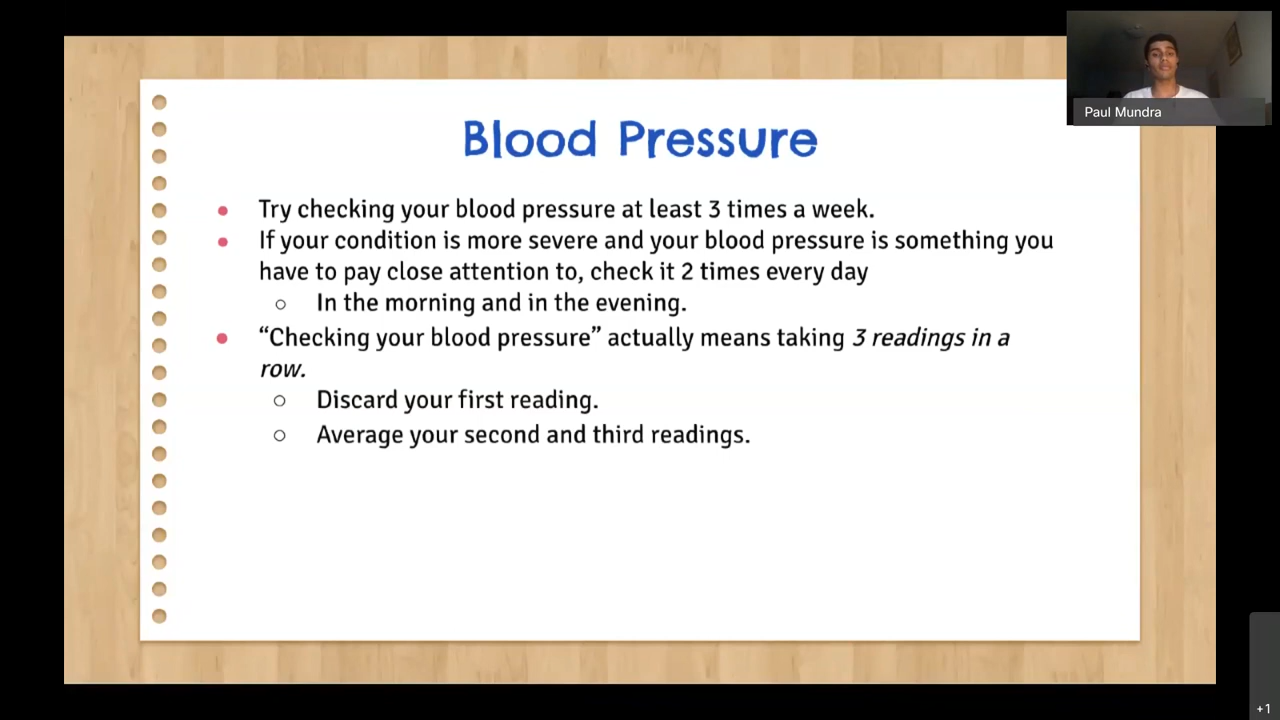 Paul Mundra
Blood Pressure
Try checking your blood pressure at least 3 times a week.
If your condition is more severe and your blood pressure is something you
have to pay close attention to, check it 2 times every day
In the morning and in the evening.
“Checking your blood pressure” actually means taking 3 readings in a
row.
Discard your first reading.
Average your second and third readings.
+1